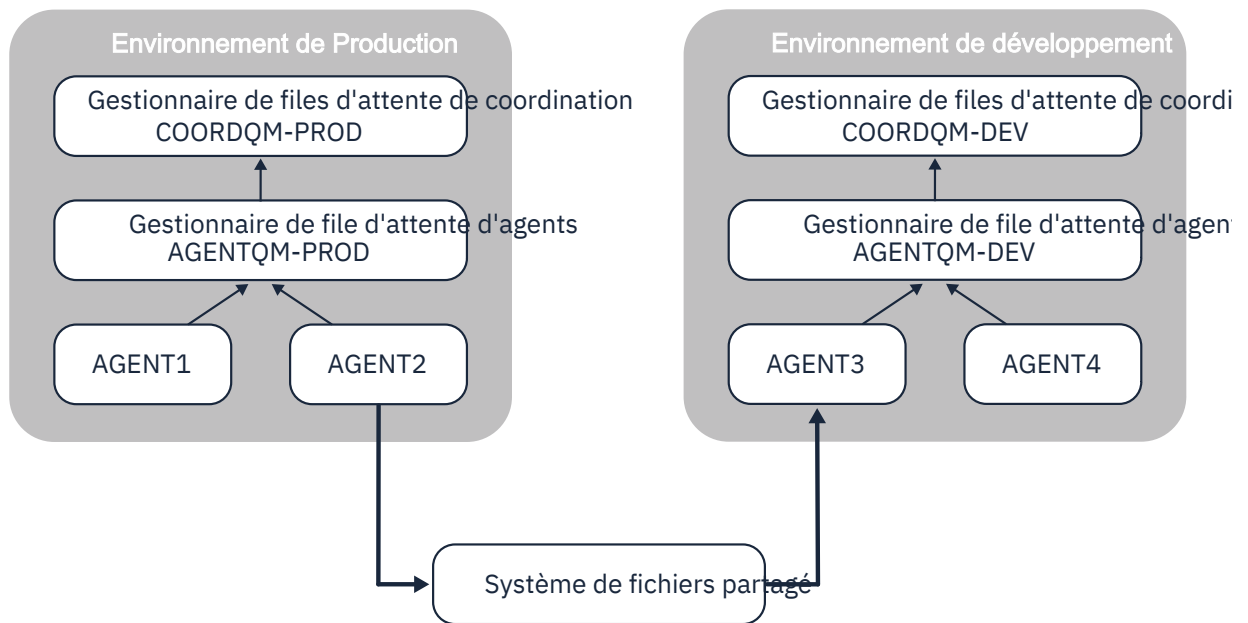 Environnement de Production
Gestionnaire de files d'attente de coordination
COORDQM-PROD
Gestionnaire de file d'attente d'agents
AGENTQM-PROD
AGENT1
AGENT2
Environnement de développement
Gestionnaire de files d'attente de coordi
COORDQM-DEV
Gestionnaire de file d'attente d'agent
AGENTQM-DEV
AGENT3
AGENT4
Système de fichiers partagé